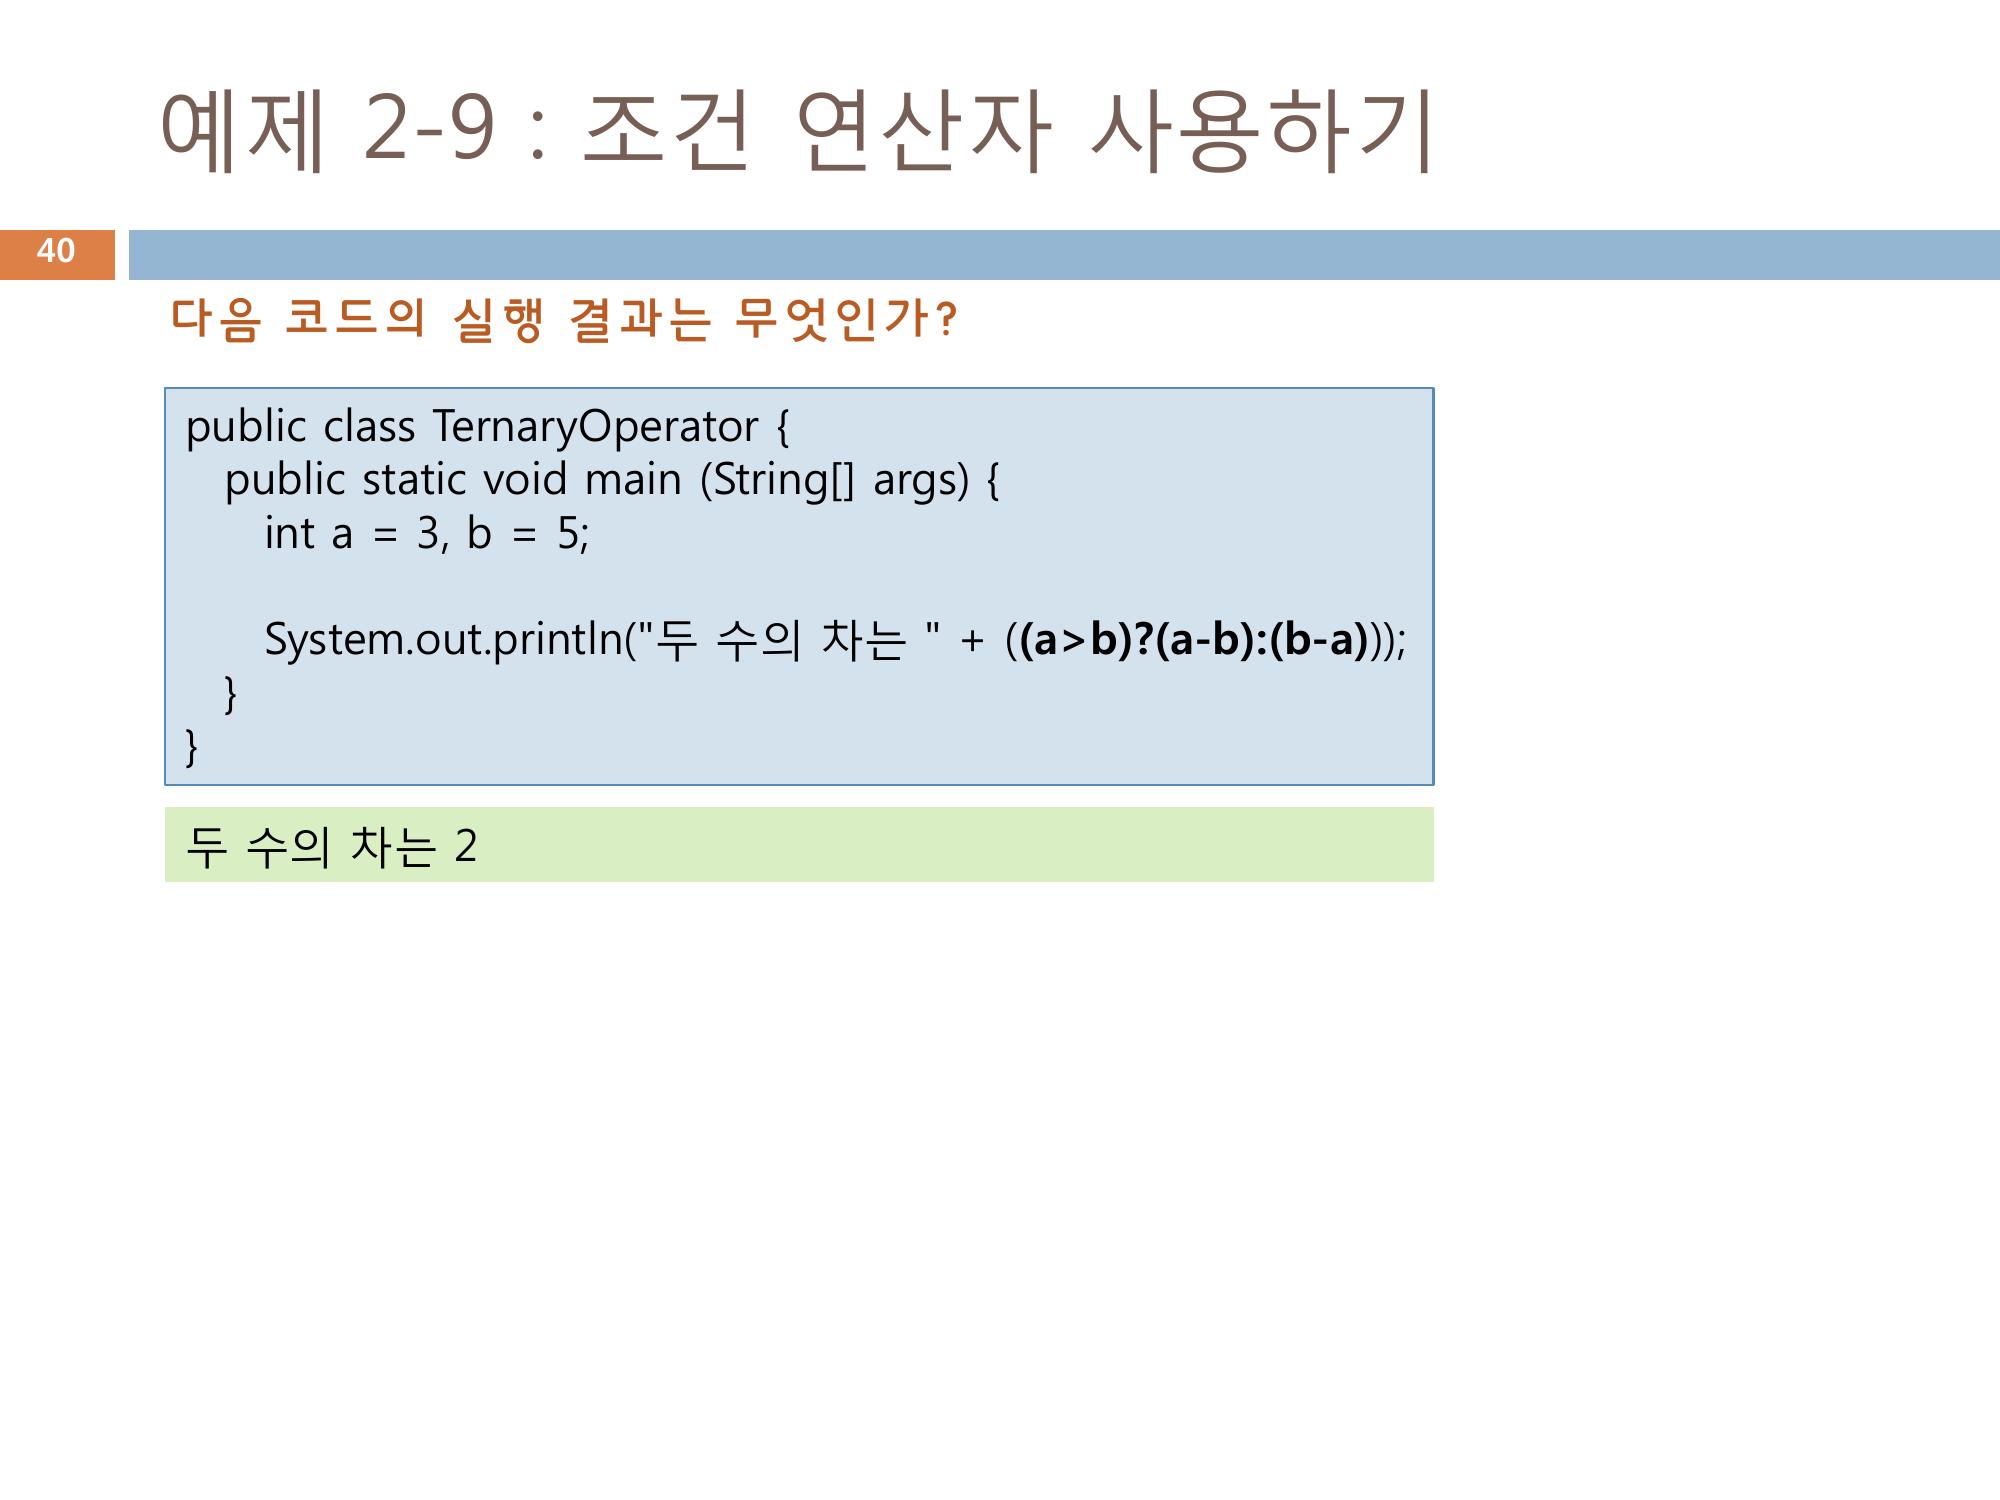 예제 2-9 : 조건 연산자 사용하기
40
다음 코드의 실행 결과는 무엇인가?
public class TernaryOperator {
public static void main (String[] args) {
int a = 3, b = 5;
System.out.println("두 수의 차는 " + ((a>b)?(a-b):(b-a)));
}
}
두 수의 차는 2